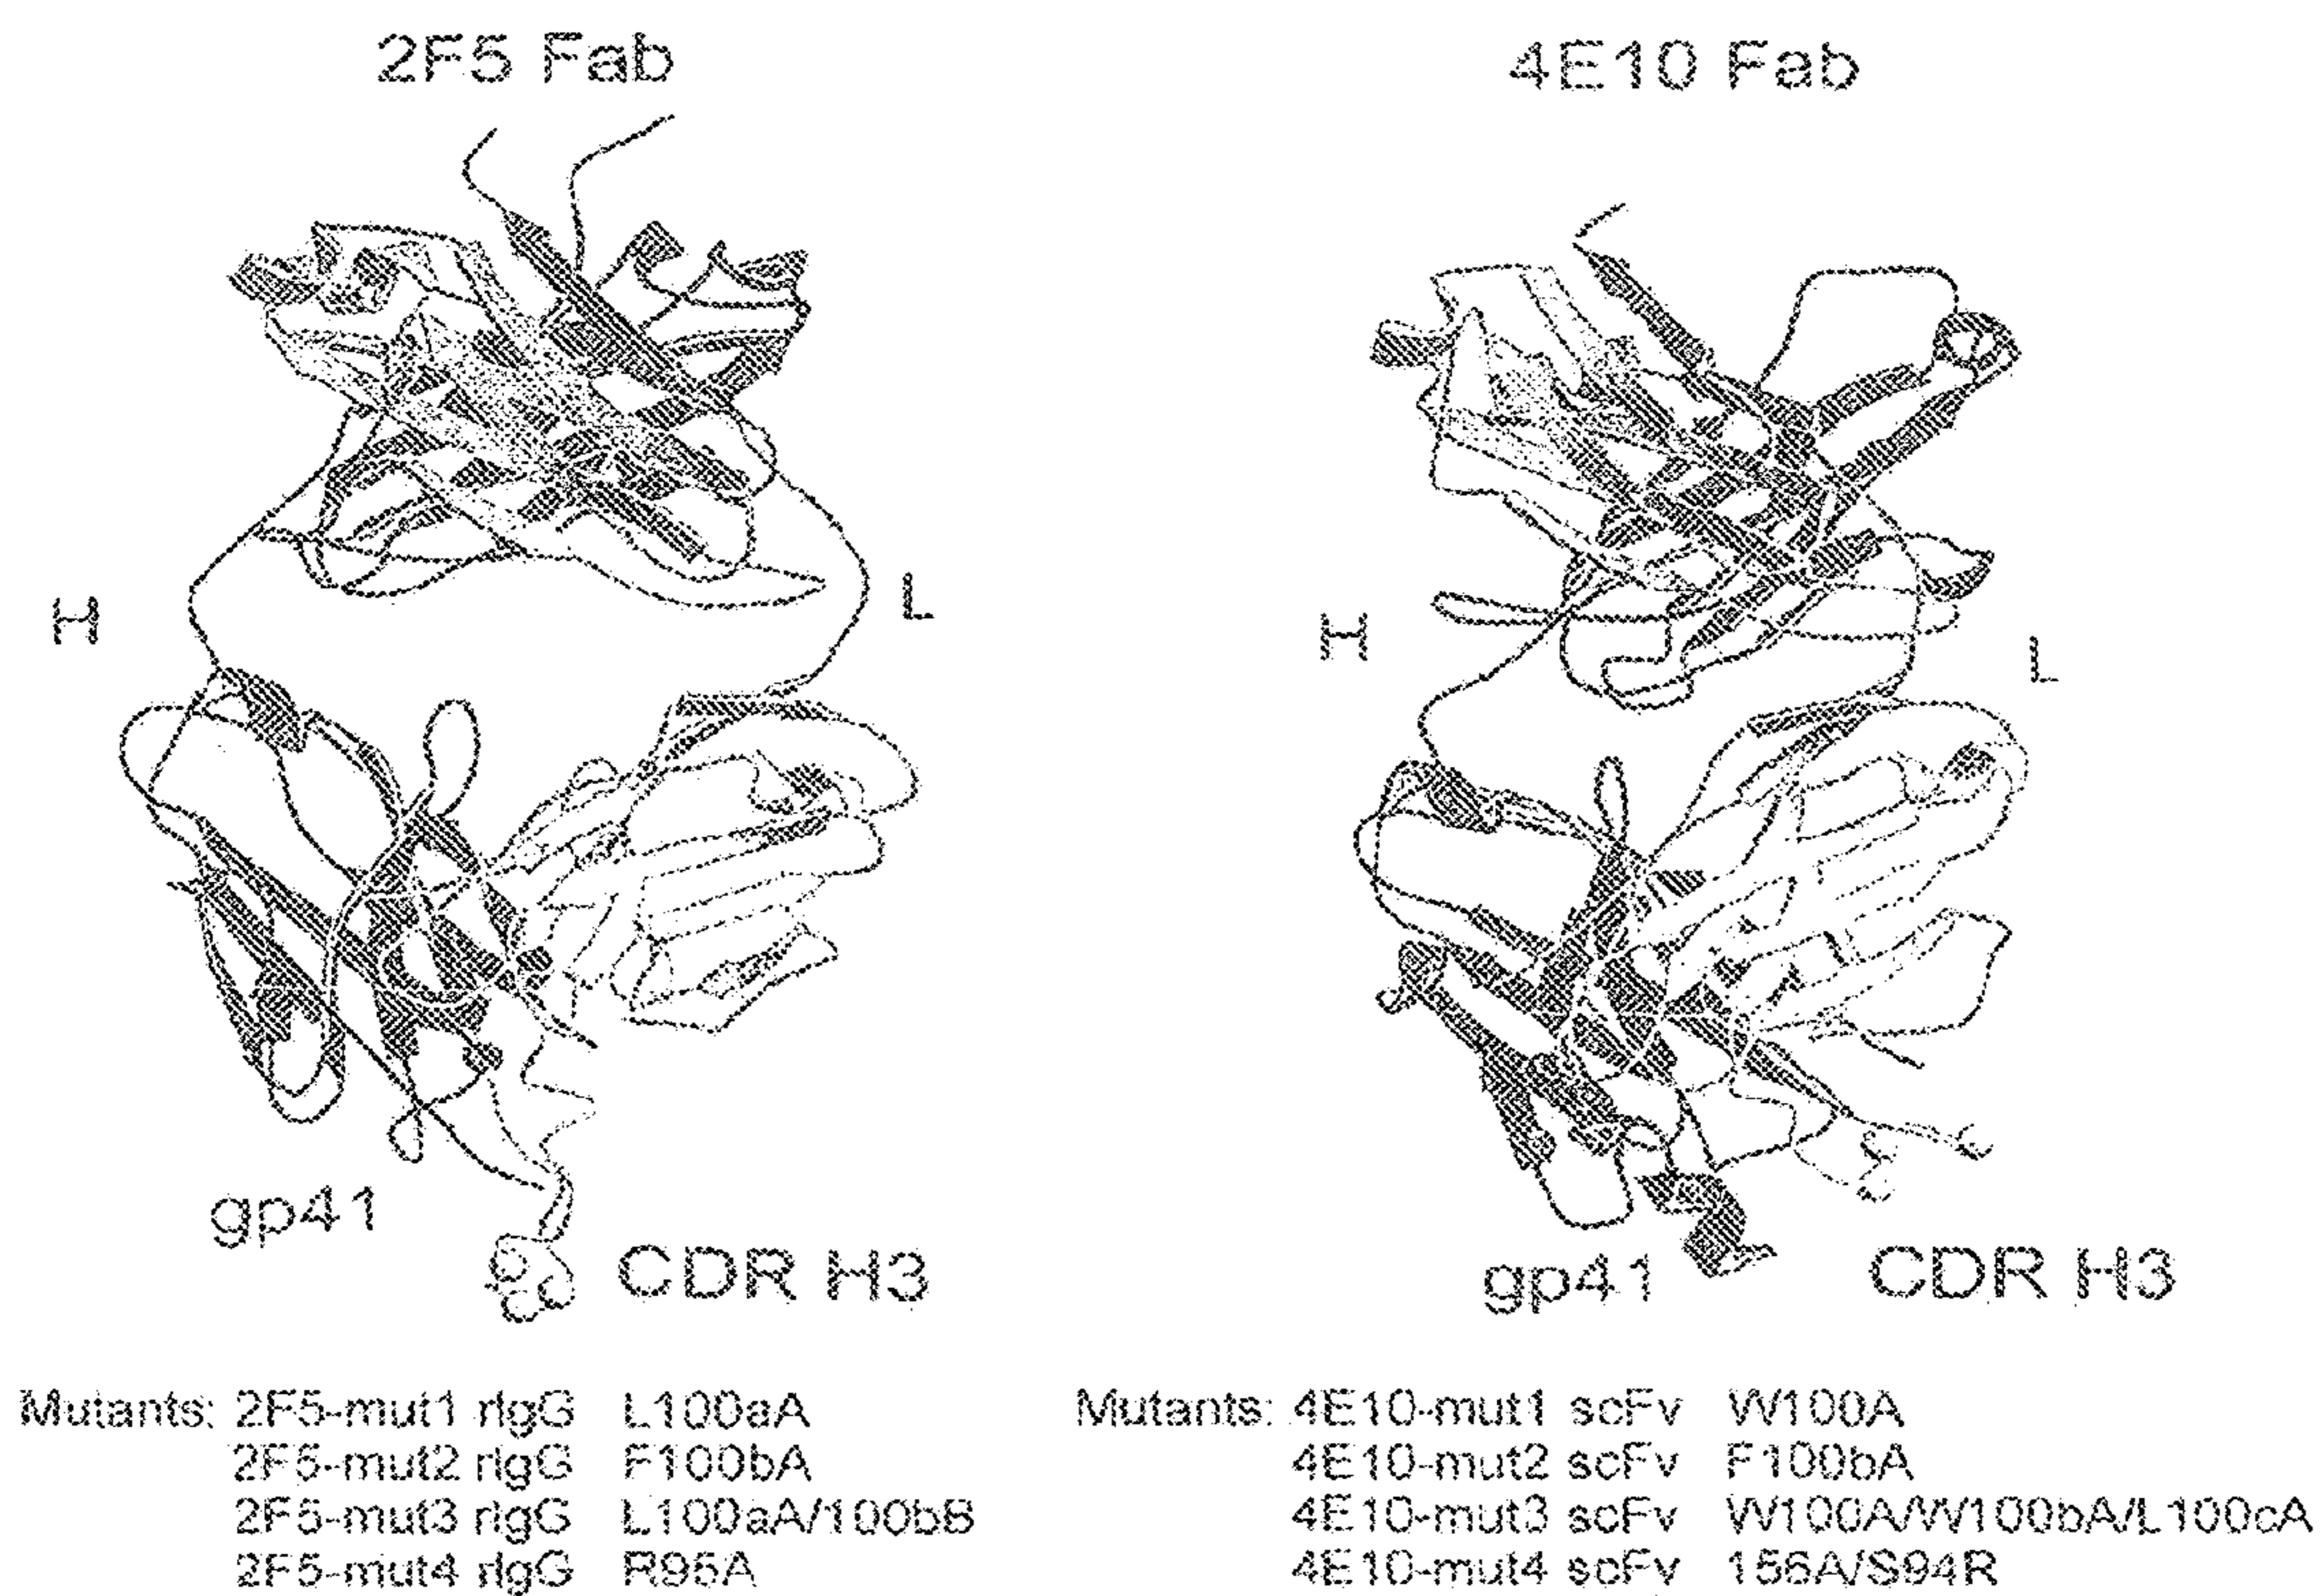 2F5 Fab
4E10 Fab
H
L
H
L
gp41
CDR H3
gp41
CDR H3
Mutants: 2F5-mut1 rIgG L100aA
2F5-mut2 rIgG F100bA
2F5-mut3 rIgG L100aA/100bB
2F5-mut4 rIgG R95A
Mutants: 4E10-mut1 scFv W100A
4E10-mut2 scFv F100bA
4E10-mut3 scFv W100A/W100bA/L100cA
4E10-mut4 scFv 156A/S94R